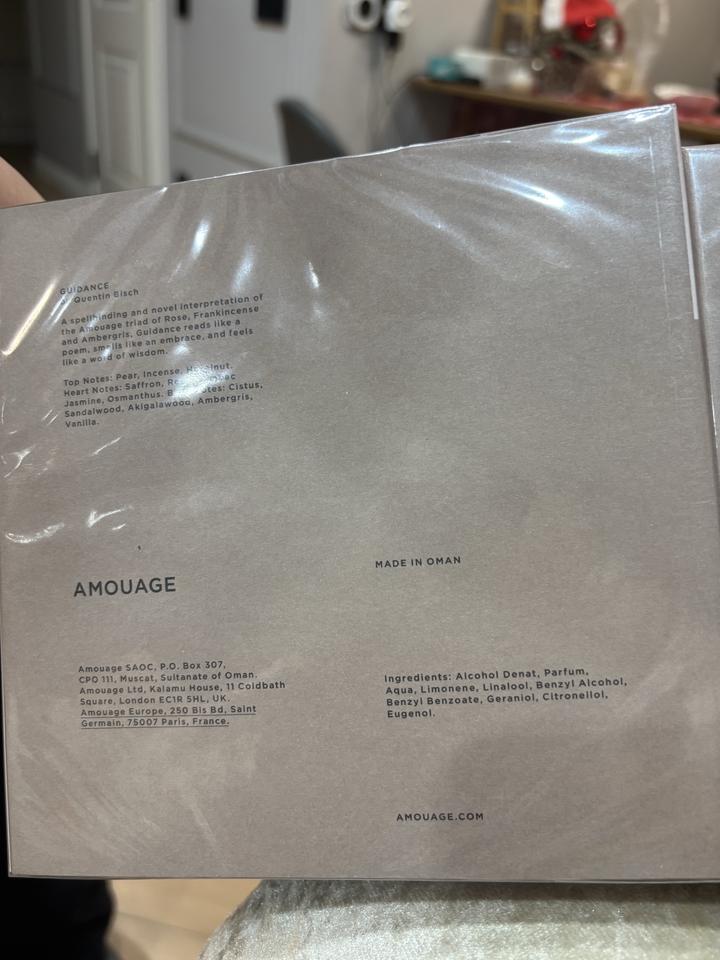 GUIDANCE
Quentin Bisch
A spellbinding and novel interpretation of
the Amouage triad of Rose, Frankincense
and Ambergris, Guidance reads like a
poem, smells like an embrace, and feels
like a word of wisdom.
Top Notes: Pear, Incense,
Heart Notes: Saffron,
Jasmine, Osmanthus. Cistus,
Sandalwood, Akigalawood, Ambergris,
Vanilla.
AMOUAGE
MADE IN OMAN
Amouage SAOC, P.O. Box 307,
CPO 111, Muscat, Sultanate of Oman.
Amouage Ltd, Kalamu House, 11 Coldbath
Square, London EC1R 5HL, UK.
Amouage Europe, 250 Bis Bd, Saint
Germain, 75007 Paris, France.
Ingredients: Alcohol Denat, Parfum,
Aqua, Limonene, Linalool, Benzyl Alcohol,
Benzyl Benzoate, Geraniol, Citronellol,
Eugenol.
AMOUAGE.COM